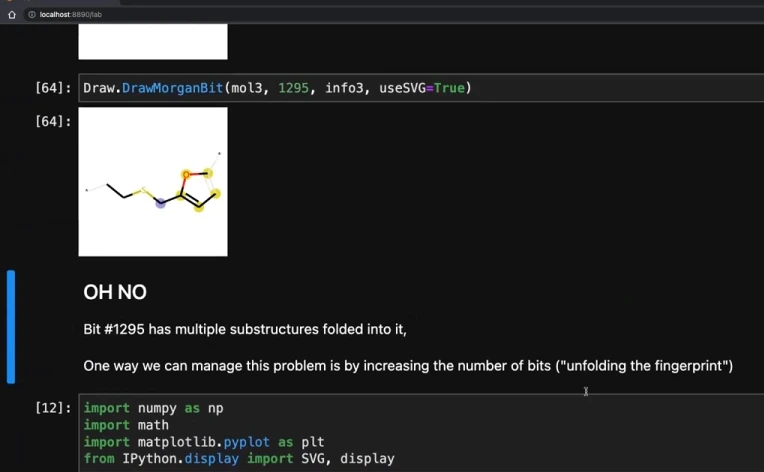 localhost:8890/lab
[64]: Draw.DrawMorganBit(mol3, 1295, info3, useSVG=True)
[64]:
O
S
OH NO
Bit #1295 has multiple substructures folded into it,
One way we can manage this problem is by increasing the number of bits ("unfolding the fingerprint")
[12]: import numpy as np
import math
import matplotlib.pyplot as plt
from IPython.display import SVG, display